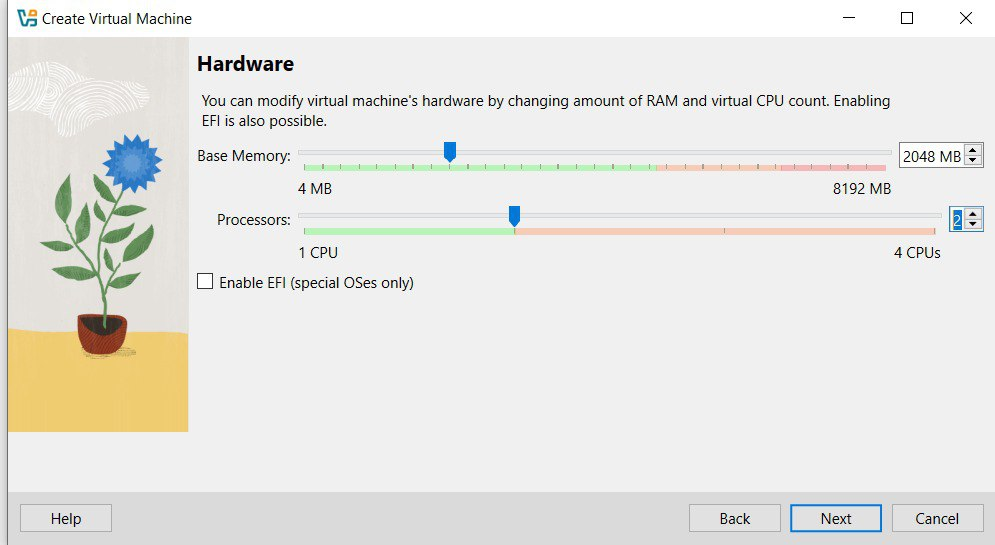 Create Virtual Machine
Hardware
You can modify virtual machine's hardware by changing amount of RAM and virtual CPU count. Enabling
EFI is also possible.
Base Memory: 2048 MB
4 MB 8192 MB
Processors: 2
1 CPU 4 CPUs
Enable EFI (special OSes only)
Help Back Next Cancel